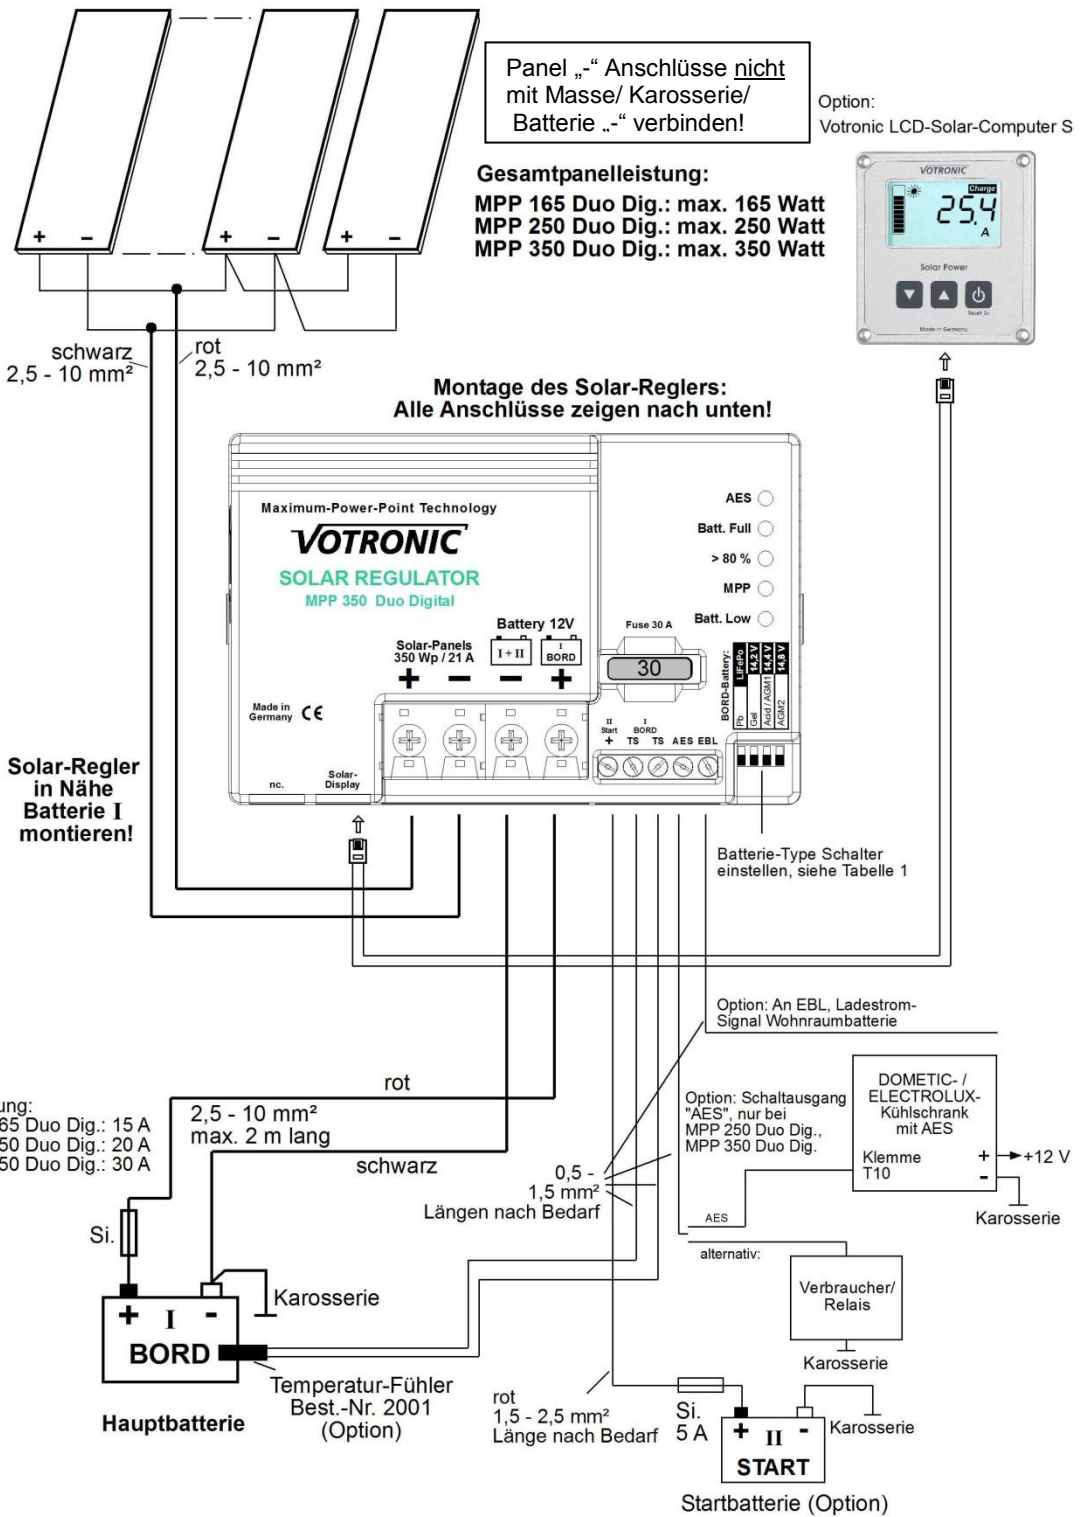 Panel „-“ Anschlüsse nicht
mit Masse/ Karosserie/
Batterie „-“ verbinden!
Option:
Votronic LCD-Solar-Computer S
Gesamtpanelleistung:
MPP 165 Duo Dig.: max. 165 Watt
MPP 250 Duo Dig.: max. 250 Watt
MPP 350 Duo Dig.: max. 350 Watt
VOTRONIC
Charge
25,4
A
Solar Power
Reset 2s
Made in Germany
+ –
+ –
+ –
schwarz
2,5 - 10 mm²
rot
2,5 - 10 mm²
Montage des Solar-Reglers:
Alle Anschlüsse zeigen nach unten!
Maximum-Power-Point Technology
VOTRONIC
SOLAR REGULATOR
MPP 350 Duo Digital
AES
Batt. Full
> 80 %
MPP
Batt. Low
Battery 12V
Solar-Panels
350 Wp / 21 A
I + II
I
BORD
+ – – +
Fuse 30 A
30
BORD-Battery:
LiFePo
14,2 V
14,4 V
14,8 V
Pb
Gel
Acid / AGM1
AGM2
Made in
Germany CE
II
Start
+
I
BORD
TS TS AES EBL
nc.
Solar-
Display
Solar-Regler
in Nähe
Batterie I
montieren!
Batterie-Type Schalter
einstellen, siehe Tabelle 1
Option: An EBL, Ladestrom-
Signal Wohnraumbatterie
rot
2,5 - 10 mm²
max. 2 m lang
schwarz
ung:
65 Duo Dig.: 15 A
50 Duo Dig.: 20 A
50 Duo Dig.: 30 A
Option: Schaltausgang
"AES", nur bei
MPP 250 Duo Dig.,
MPP 350 Duo Dig.
DOMETIC- /
ELECTROLUX-
Kühlschrank
mit AES
Klemme
T10
+
-
+12 V
Karosserie
0,5 -
1,5 mm²
Längen nach Bedarf
AES
alternativ:
Verbraucher/
Relais
Karosserie
Si.
+ I -
BORD
Karosserie
Hauptbatterie
Temperatur-Fühler
Best.-Nr. 2001
(Option)
rot
1,5 - 2,5 mm²
Länge nach Bedarf
Si.
5 A
+ II -
START
Karosserie
Startbatterie (Option)